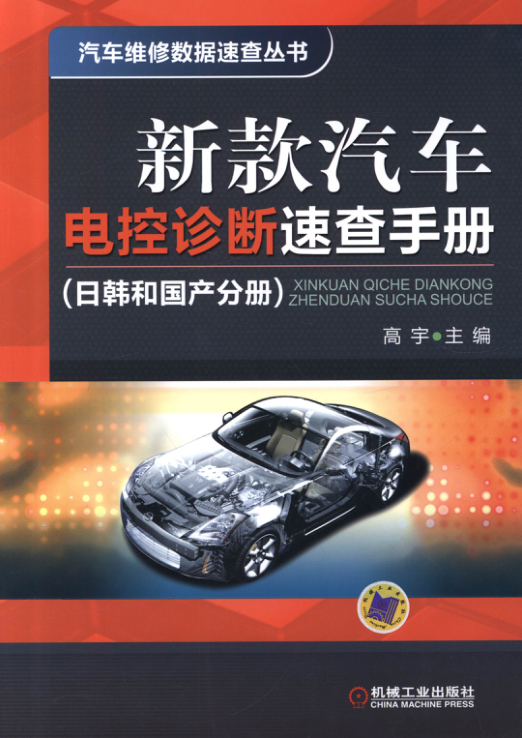 汽车维修数据速查丛书
新款汽车
电控诊断速查手册
(日韩和国产分册)
XINKUAN QICHE DIANKONG
ZHENDUAN SUCHA SHOUCE
高宇●主编
机械工业出版社
CHINA MACHINE PRESS